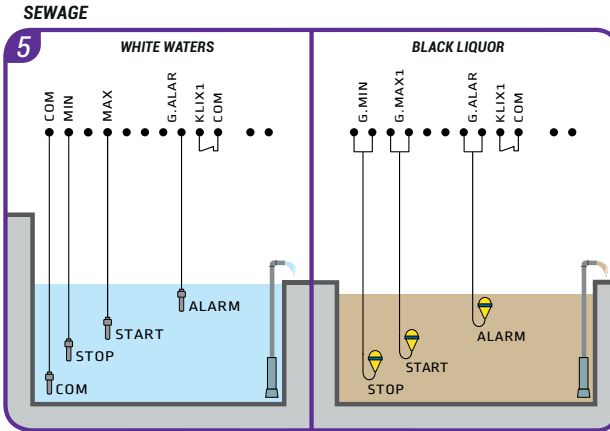 SEWAGE
5
WHITE WATERS
COM
MIN
MAX
G.ALAR
KLIX1
COM
ALARM
START
STOP
COM
BLACK LIQUOR
G.MIN
G.MAX1
G.ALAR
KLIX1
COM
ALARM
START
STOP